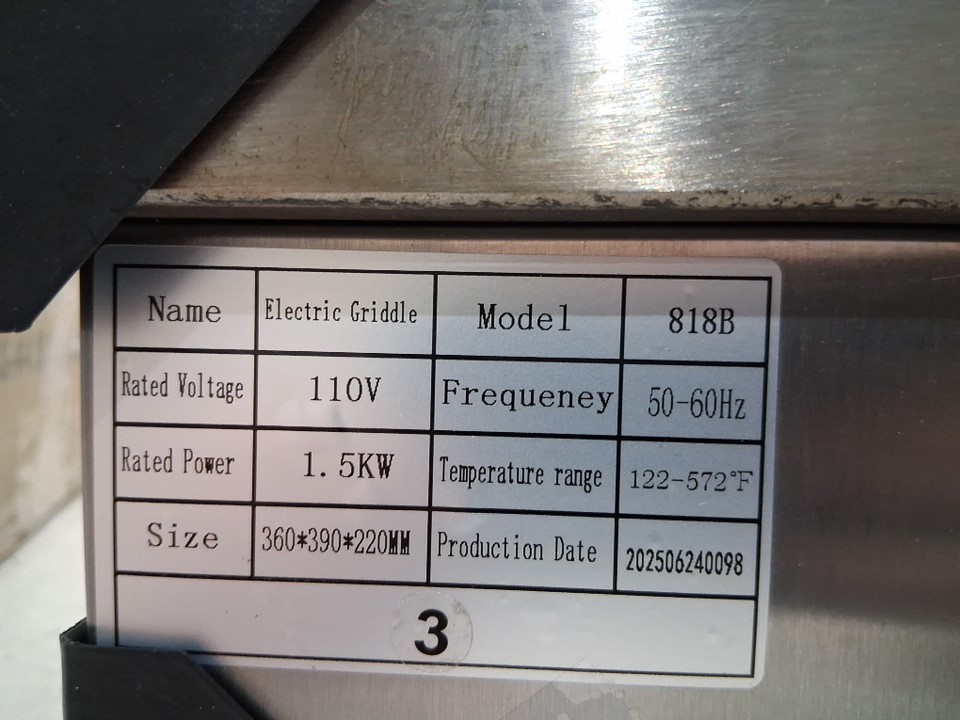 Name Electric Griddle Model 818B
Rated Voltage 110V Frequeney 50-60Hz
Rated Power 1.5KW Temperature range 122-572°F
Size 360*390*220MM Production Date 202506240098
3